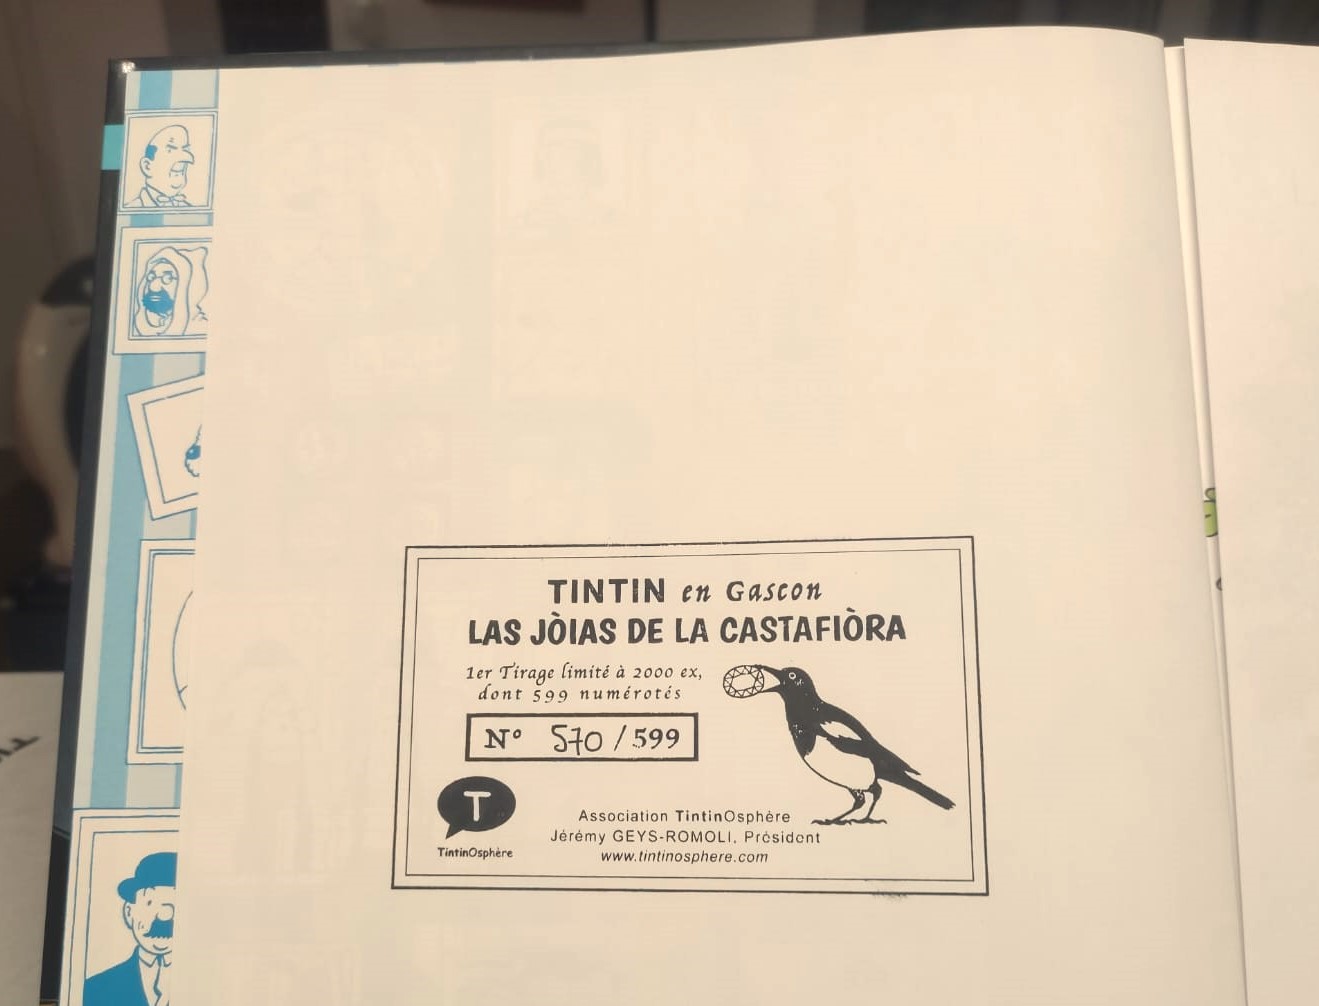 TINTIN en Gascon
LAS JÒIAS DE LA CASTAFIÒRA
1er Tirage limité à 2000 ex,
dont 599 numérotés
N° 570 / 599
T
TintinOsphère
Association TintinOsphère
Jérémy GEYS-ROMOLI, Président
www.tintinosphere.com